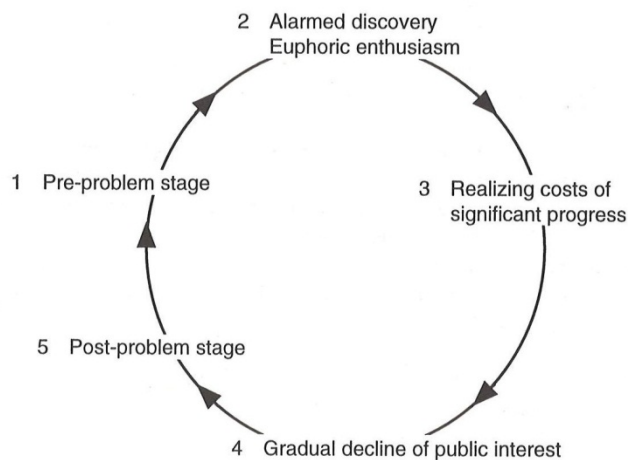 2 Alarmed discovery
Euphoric enthusiasm
1 Pre-problem stage
3 Realizing costs of
significant progress
5 Post-problem stage
4 Gradual decline of public interest